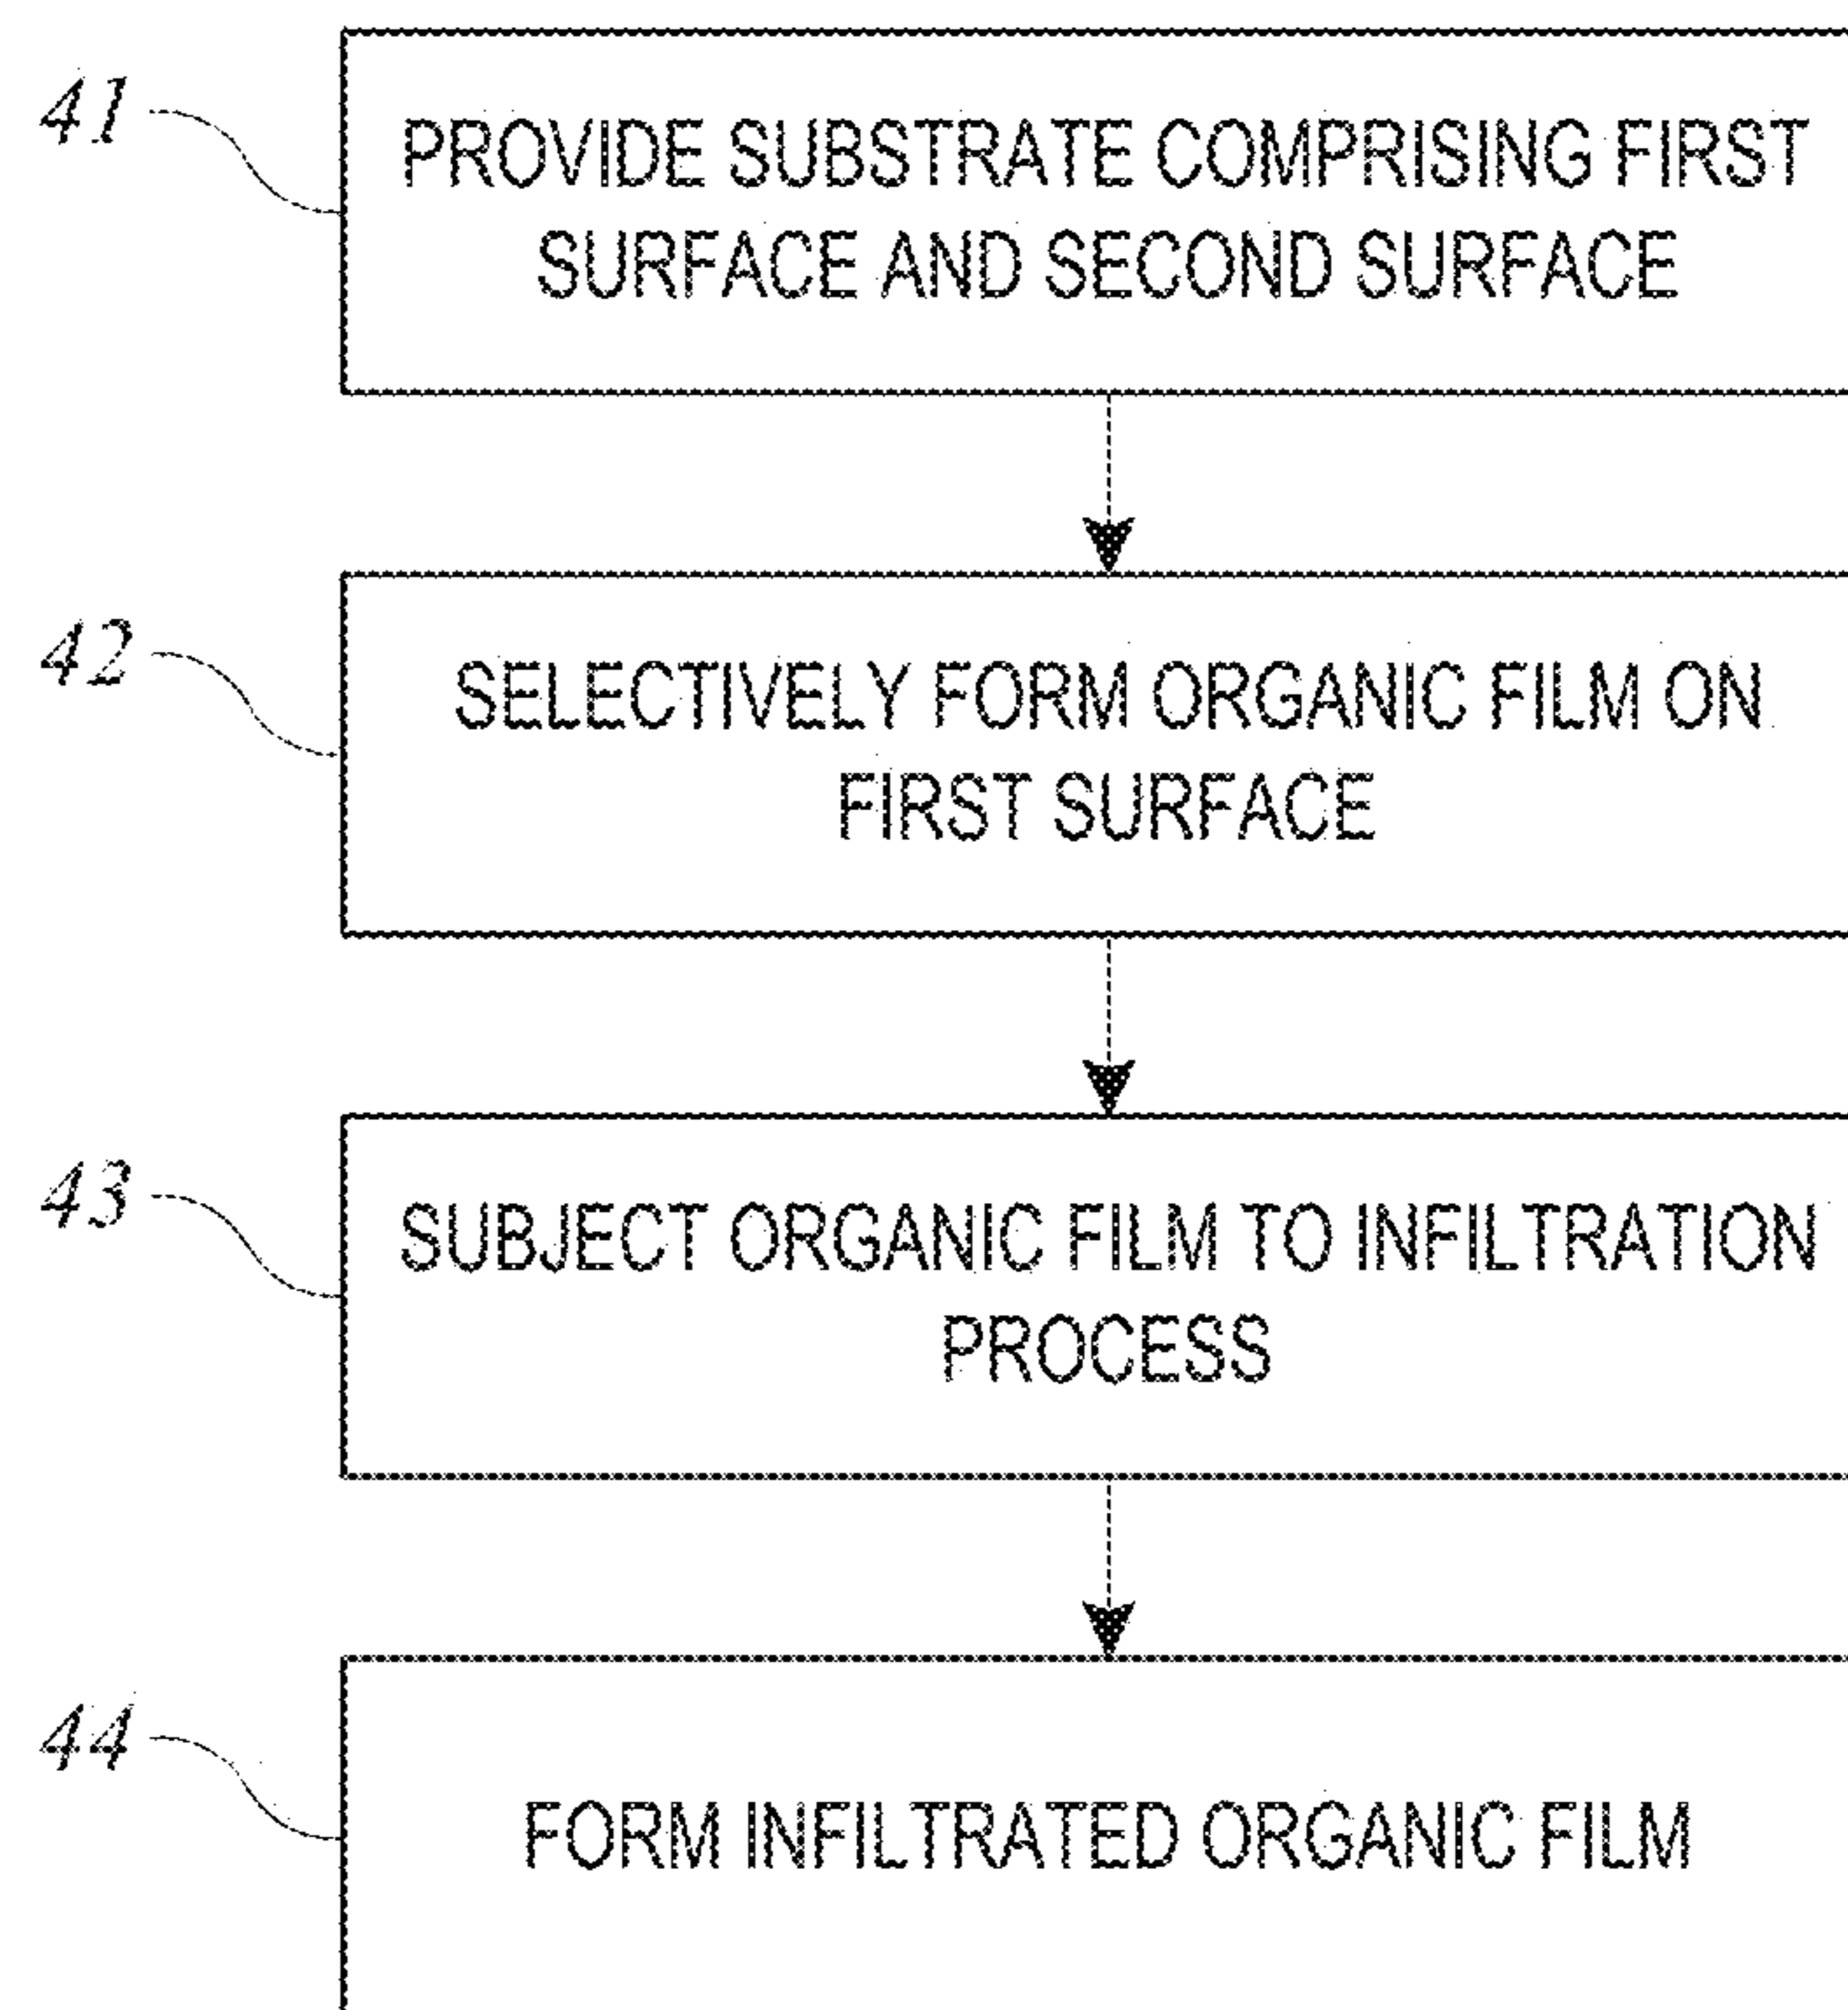 41
PROVIDE SUBSTRATE COMPRISING FIRST
SURFACE AND SECOND SURFACE
42
SELECTIVELY FORM ORGANIC FILM ON
FIRST SURFACE
43
SUBJECT ORGANIC FILM TO INFILTRATION
PROCESS
44
FORM INFILTRATED ORGANIC FILM